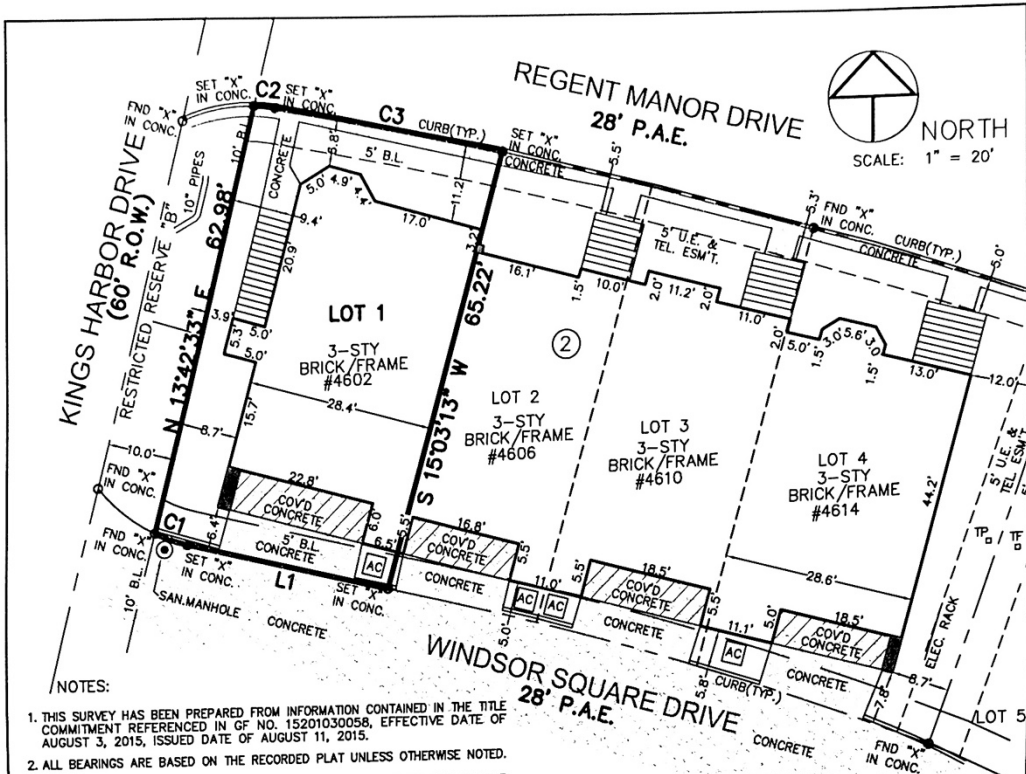 REGENT MANOR DRIVE
28' P.A.E.
NORTH
SCALE: 1" = 20'
SET "X"
IN CONC.
C2
SET "X"
IN CONC.
FND "X"
IN CONC.
C3
CURB(TYP.)
SET "X"
IN CONC.
CONCRETE
5.5'
5.3'
FND "X"
IN CONC.
CURB(TYP.)
CONCRETE
5.0'
10' B.L.
CONCRETE
6.8'
5' B.L.
11.2'
5' U.E. &
TEL. ESM'T.
KINGS HARBOR DRIVE
(60' R.O.W.)
RESTRICTED RESERVE "B"
10" PIPES
N 13°42'33" E 62.98'
5.0'
4.9'
17.0'
3.2'
9.4'
20.9'
3.9'
5.3'
5.0'
5.0'
LOT 1
3-STY
BRICK/FRAME
#4602
28.4'
15.7'
8.7'
S 15°03'13" W 65.22'
16.1'
1.5'
10.0'
2.0'
11.2'
2.0'
11.0'
2.0'
5.0'
1.5'
3.0'
5.6'
3.0'
1.5'
13.0'
12.0'
2
LOT 2
3-STY
BRICK/FRAME
#4606
LOT 3
3-STY
BRICK/FRAME
#4610
LOT 4
3-STY
BRICK/FRAME
#4614
44.2'
28.6'
5' U.E. &
TEL. ESM'T.
5'
TP
TF
10.0'
FND "X"
IN CONC.
22.8'
COV'D
CONCRETE
6.0'
6.4'
5' B.L.
CONCRETE
6.5'
5.5'
AC
C1
FND "X"
IN CONC.
SET "X"
IN CONC.
L1
SET "X"
IN CONC.
10' B.L.
SAN.MANHOLE
CONCRETE
16.8'
COV'D
CONCRETE
5.5'
CONCRETE
11.0'
AC
AC
5.0'
5.5'
18.5'
COV'D
CONCRETE
5.5'
CONCRETE
11.1'
AC
5.8'
CURB(TYP.)
5.0'
18.5'
COV'D
CONCRETE
CONCRETE
7.8'
8.7'
ELEC. RACK
LOT 5
FND "X"
IN CONC.
CONCRETE
WINDSOR SQUARE DRIVE
28' P.A.E.
NOTES:
1. THIS SURVEY HAS BEEN PREPARED FROM INFORMATION CONTAINED IN THE TITLE
COMMITMENT REFERENCED IN GF NO. 15201030058, EFFECTIVE DATE OF
AUGUST 3, 2015, ISSUED DATE OF AUGUST 11, 2015.
2. ALL BEARINGS ARE BASED ON THE RECORDED PLAT UNLESS OTHERWISE NOTED.